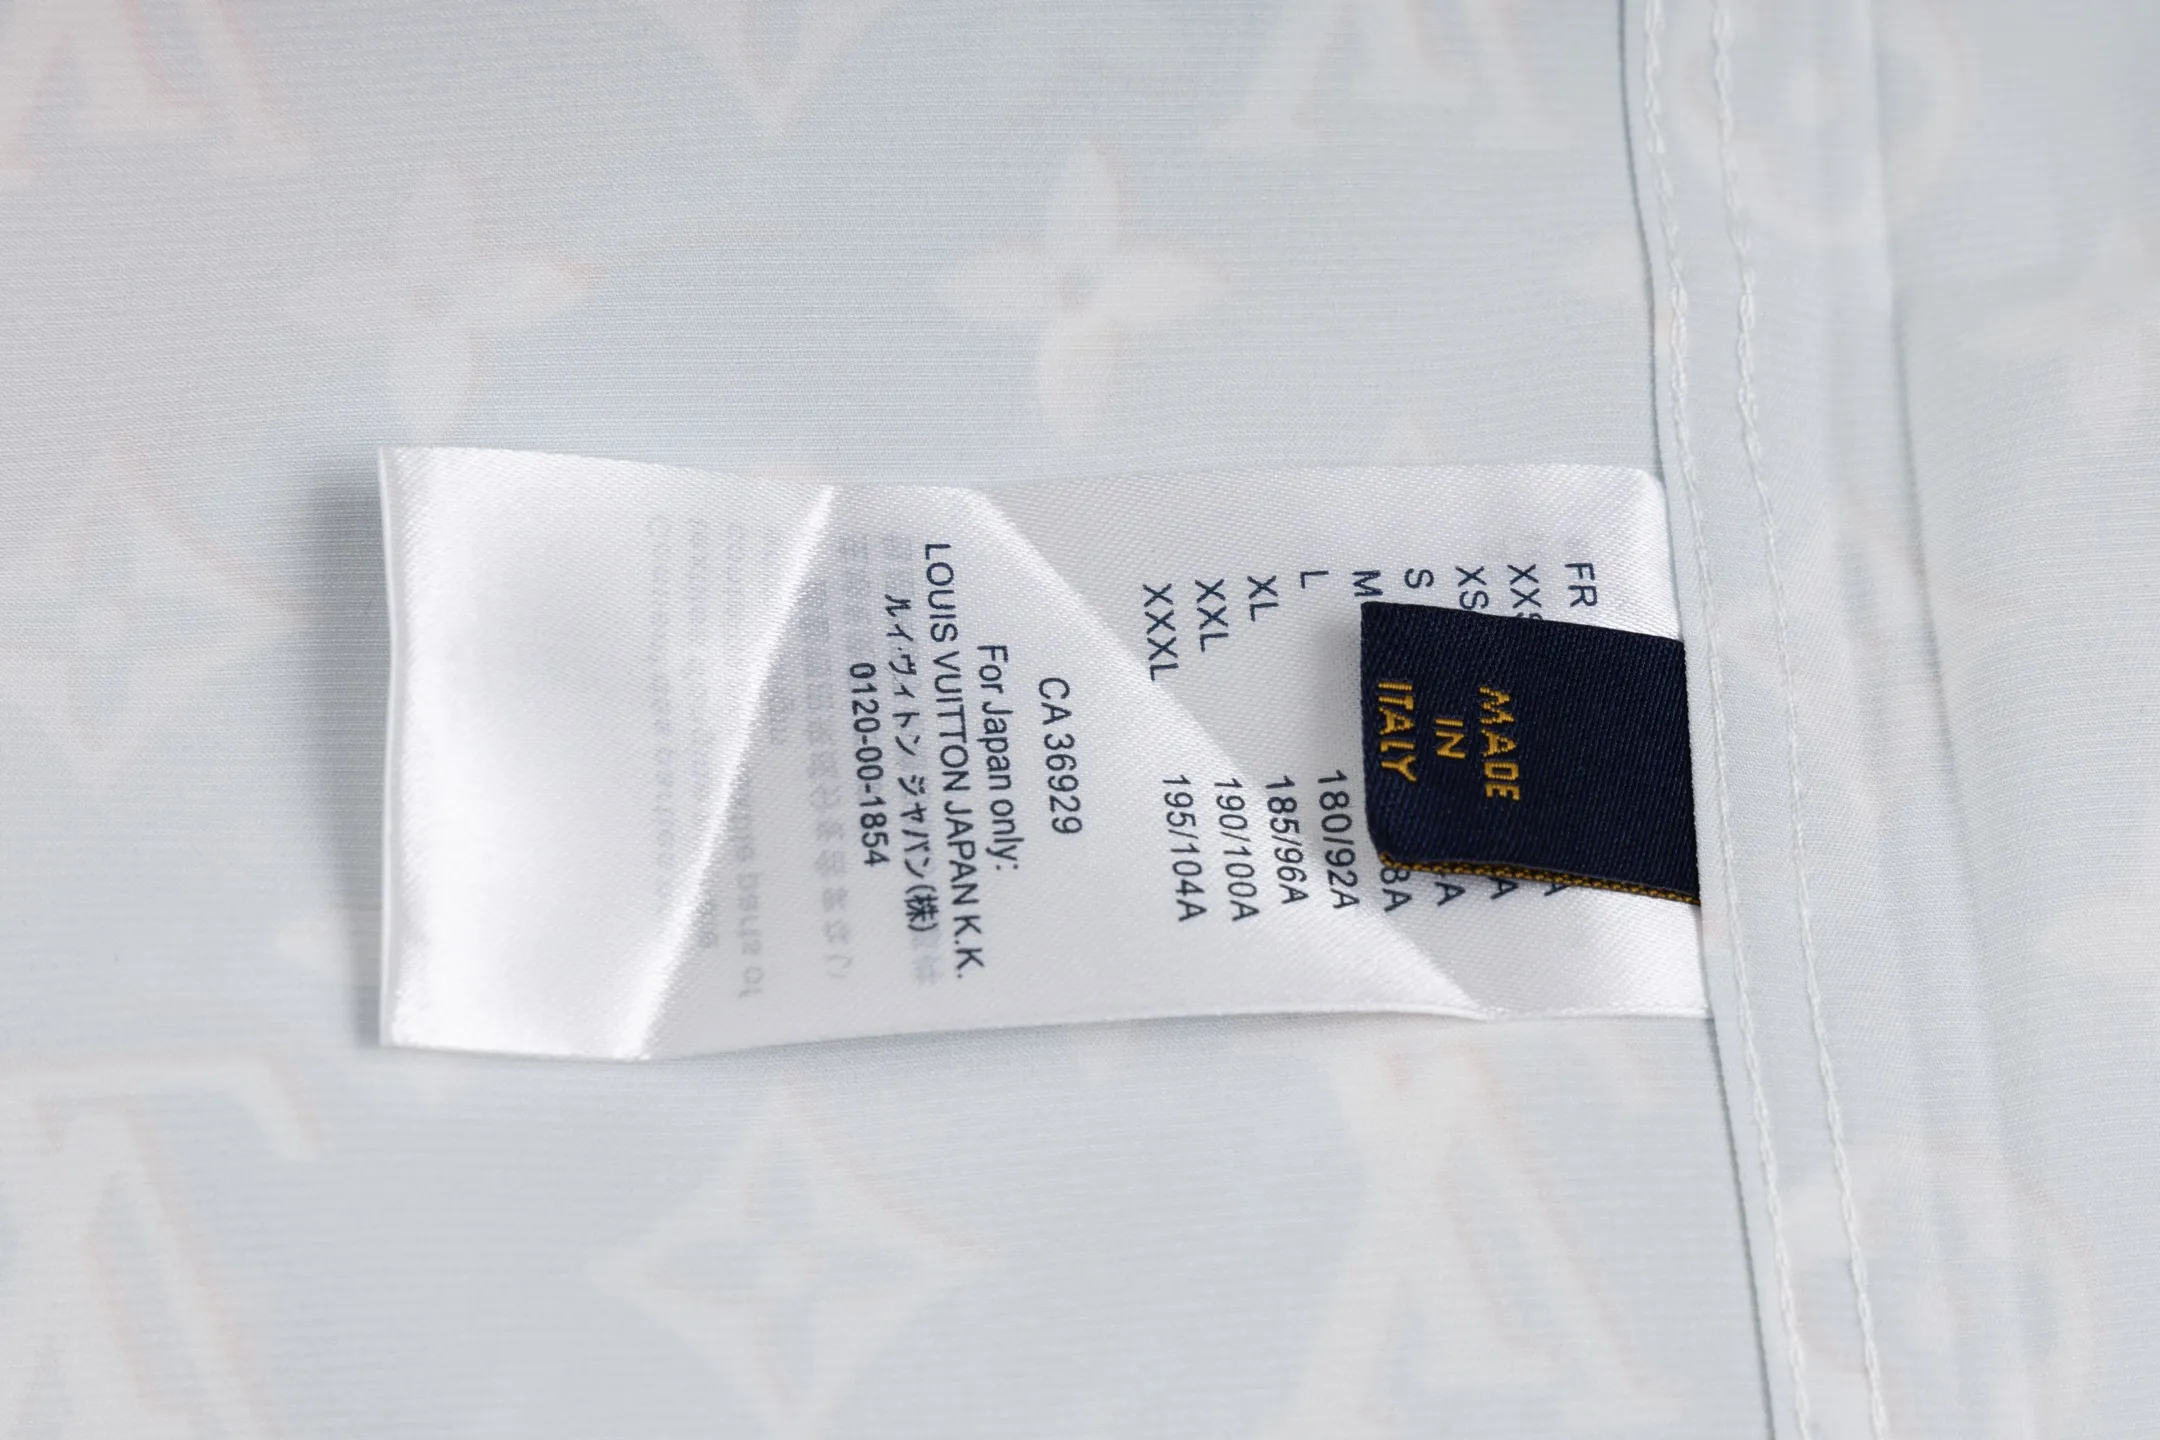 FR
XXS
XS
S
M
L 180/92A
XL 185/96A
XXL 190/100A
XXXL 195/104A
CA 36929
For Japan only:
LOUIS VUITTON JAPAN K.K.
ルイ·ヴィトン ジャパン(株)
0120-00-1854
MADE
IN
ITALY